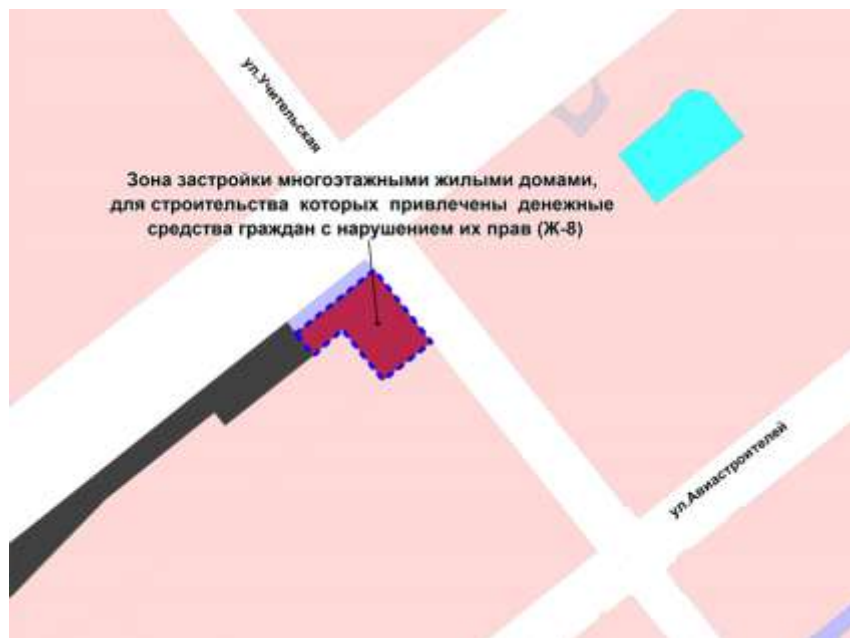 ул.Учительская
Зона застройки многоэтажными жилыми домами,
для строительства которых привлечены денежные
средства граждан с нарушением их прав (Ж-8)
ул.Авиастроителей